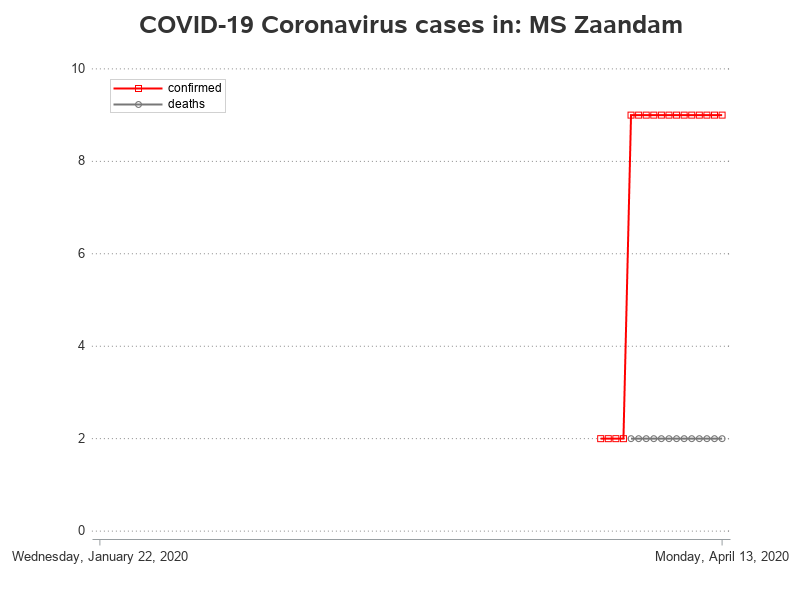 COVID-19 Coronavirus cases in: MS Zaandam
10
confirmed
deaths
8
6
4
2
0
Wednesday, January 22, 2020
Monday, April 13, 2020